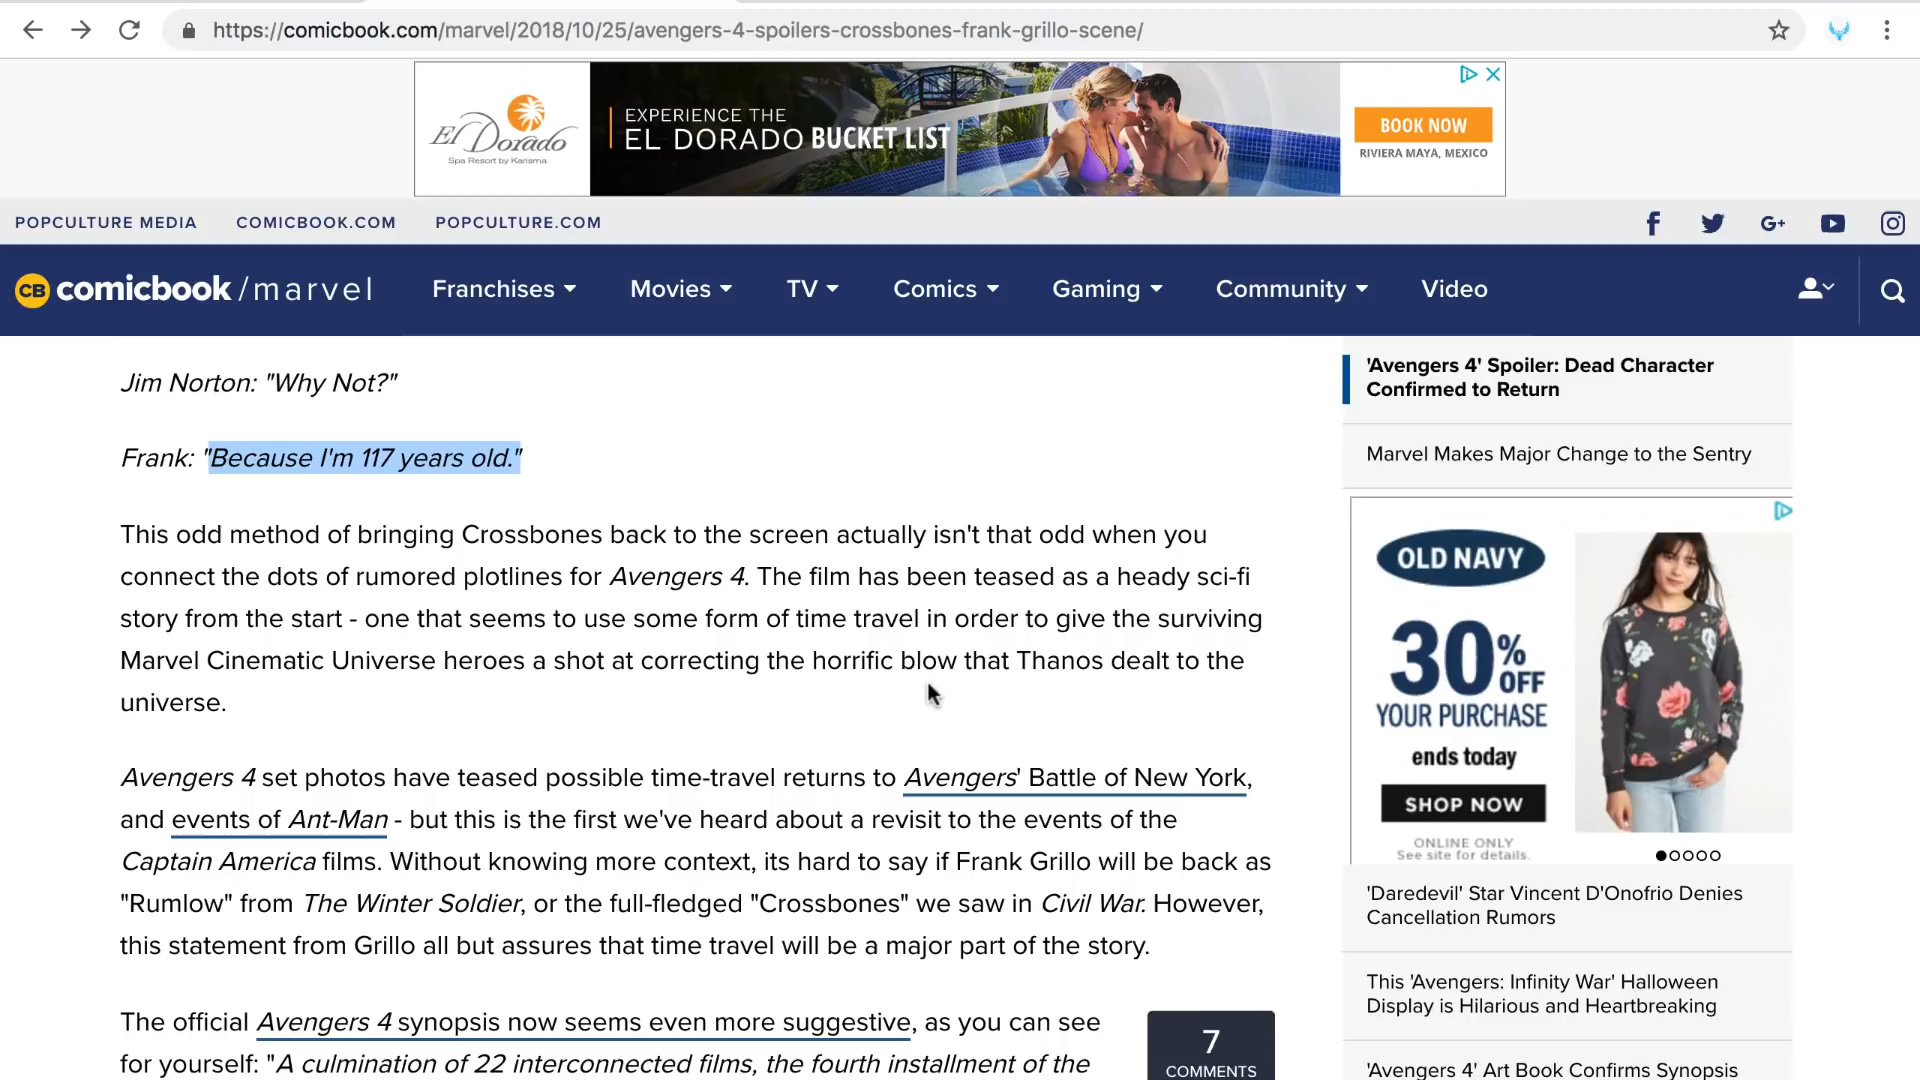 https://comicbook.com/marvel/2018/10/25/avengers-4-spoilers-crossbones-frank-grillo-scene/
El Dorado
Spa Resort by Karisma
EXPERIENCE THE
EL DORADO BUCKET LIST
BOOK NOW
RIVIERA MAYA, MEXICO
POPCULTURE MEDIA COMICBOOK.COM POPCULTURE.COM
G+
CB comicbook/marvel Franchises Movies TV Comics Gaming Community Video
Jim Norton: "Why Not?"
Frank: "Because I'm 117 years old."
This odd method of bringing Crossbones back to the screen actually isn't that odd when you
connect the dots of rumored plotlines for Avengers 4. The film has been teased as a heady sci-fi
story from the start - one that seems to use some form of time travel in order to give the surviving
Marvel Cinematic Universe heroes a shot at correcting the horrific blow that Thanos dealt to the
universe.
Avengers 4 set photos have teased possible time-travel returns to Avengers' Battle of New York,
and events of Ant-Man - but this is the first we've heard about a revisit to the events of the
Captain America films. Without knowing more context, its hard to say if Frank Grillo will be back as
"Rumlow" from The Winter Soldier, or the full-fledged "Crossbones" we saw in Civil War. However,
this statement from Grillo all but assures that time travel will be a major part of the story.
The official Avengers 4 synopsis now seems even more suggestive, as you can see
for yourself: "A culmination of 22 interconnected films, the fourth installment of the
7
COMMENTS
'Avengers 4' Spoiler: Dead Character
Confirmed to Return
Marvel Makes Major Change to the Sentry
OLD NAVY
30% OFF
YOUR PURCHASE
ends today
SHOP NOW
ONLINE ONLY
See site for details.
'Daredevil' Star Vincent D'Onofrio Denies
Cancellation Rumors
This 'Avengers: Infinity War' Halloween
Display is Hilarious and Heartbreaking
'Avengers 4' Art Book Confirms Synopsis